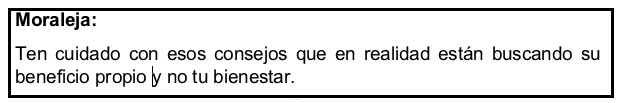 Moraleja:
Ten cuidado con esos consejos que en realidad están buscando su
beneficio propio y no tu bienestar.